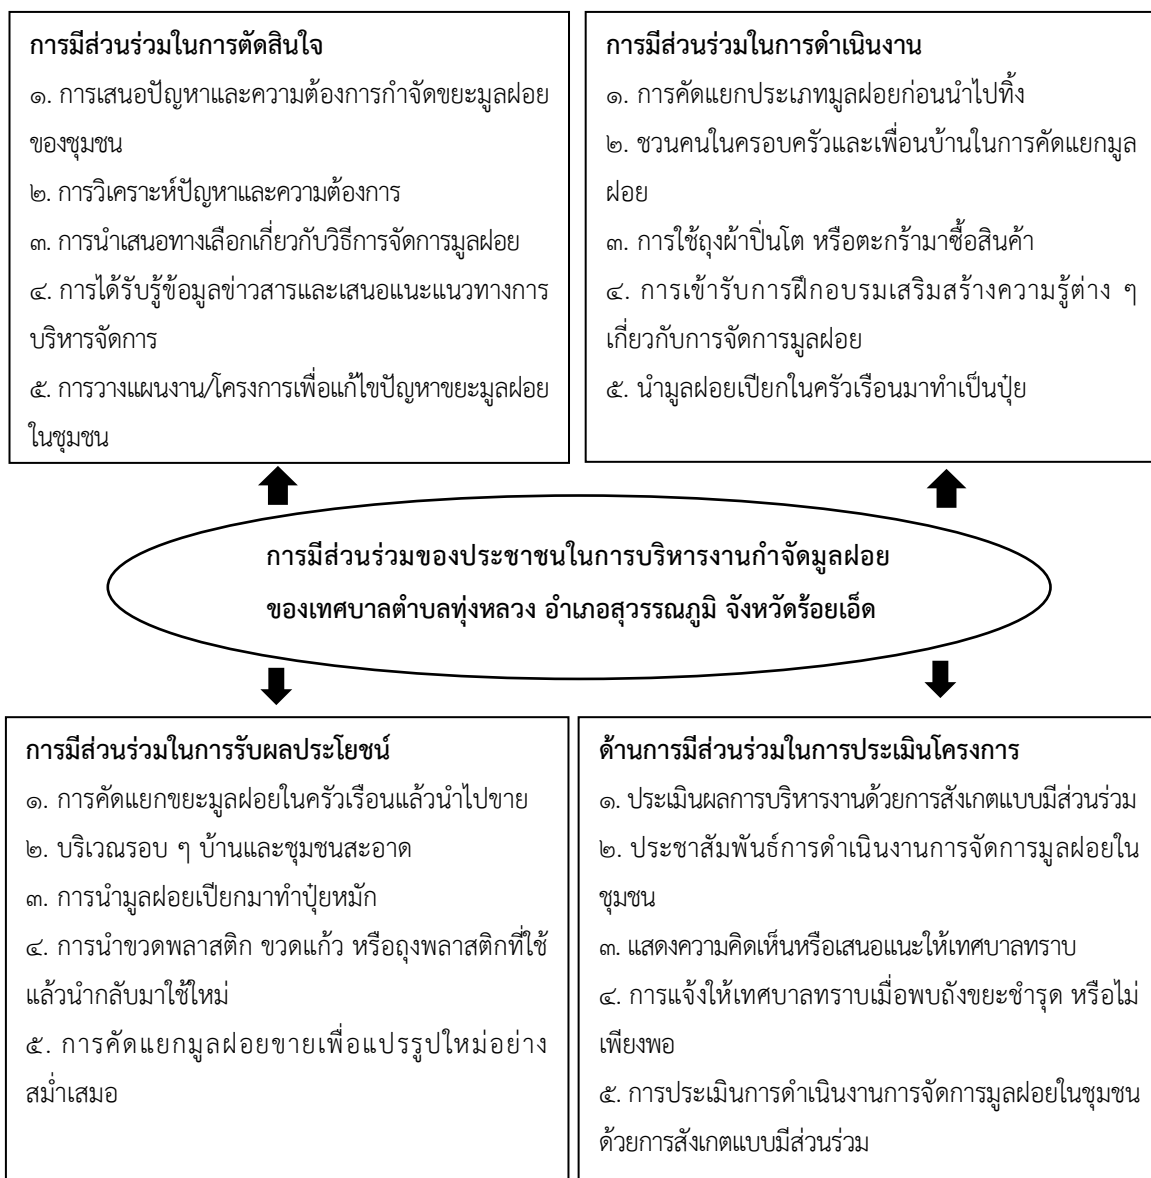 การมีส่วนร่วมในการตัดสินใจ
๑. การเสนอปัญหาและความต้องการกำจัดขยะมูลฝอย
ของชุมชน
๒. การวิเคราะห์ปัญหาและความต้องการ
๓. การนำเสนอทางเลือกเกี่ยวกับวิธีการจัดการมูลฝอย
๔. การได้รับรู้ข้อมูลข่าวสารและเสนอแนะแนวทางการ
บริหารจัดการ
๕. การวางแผนงาน/โครงการเพื่อแก้ไขปัญหาขยะมูลฝอย
ในชุมชน
การมีส่วนร่วมในการดำเนินงาน
๑. การคัดแยกประเภทมูลฝอยก่อนนำไปทิ้ง
๒. ชวนคนในครอบครัวและเพื่อนบ้านในการคัดแยกมูล
ฝอย
๓. การใช้ถุงผ้าปิ่นโต หรือตะกร้ามาซื้อสินค้า
๔. การเข้ารับการฝึกอบรมเสริมสร้างความรู้ต่าง ๆ
เกี่ยวกับการจัดการมูลฝอย
๕. นำมูลฝอยเปียกในครัวเรือนมาทำเป็นปุ๋ย
การมีส่วนร่วมของประชาชนในการบริหารงานกำจัดมูลฝอย
ของเทศบาลตำบลทุ่งหลวง อำเภอสุวรรณภูมิ จังหวัดร้อยเอ็ด
การมีส่วนร่วมในการรับผลประโยชน์
๑. การคัดแยกขยะมูลฝอยในครัวเรือนแล้วนำไปขาย
๒. บริเวณรอบ ๆ บ้านและชุมชนสะอาด
๓. การนำมูลฝอยเปียกมาทำปุ๋ยหมัก
๔. การนำขวดพลาสติก ขวดแก้ว หรือถุงพลาสติกที่ใช้
แล้วนำกลับมาใช้ใหม่
๕. การคัดแยกมูลฝอยขายเพื่อแปรรูปใหม่อย่าง
สม่ำเสมอ
ด้านการมีส่วนร่วมในการประเมินโครงการ
๑. ประเมินผลการบริหารงานด้วยการสังเกตแบบมีส่วนร่วม
๒. ประชาสัมพันธ์การดำเนินงานการจัดการมูลฝอยใน
ชุมชน
๓. แสดงความคิดเห็นหรือเสนอแนะให้เทศบาลทราบ
๔. การแจ้งให้เทศบาลทราบเมื่อพบถังขยะชำรุด หรือไม่
เพียงพอ
๕. การประเมินการดำเนินงานการจัดการมูลฝอยในชุมชน
ด้วยการสังเกตแบบมีส่วนร่วม